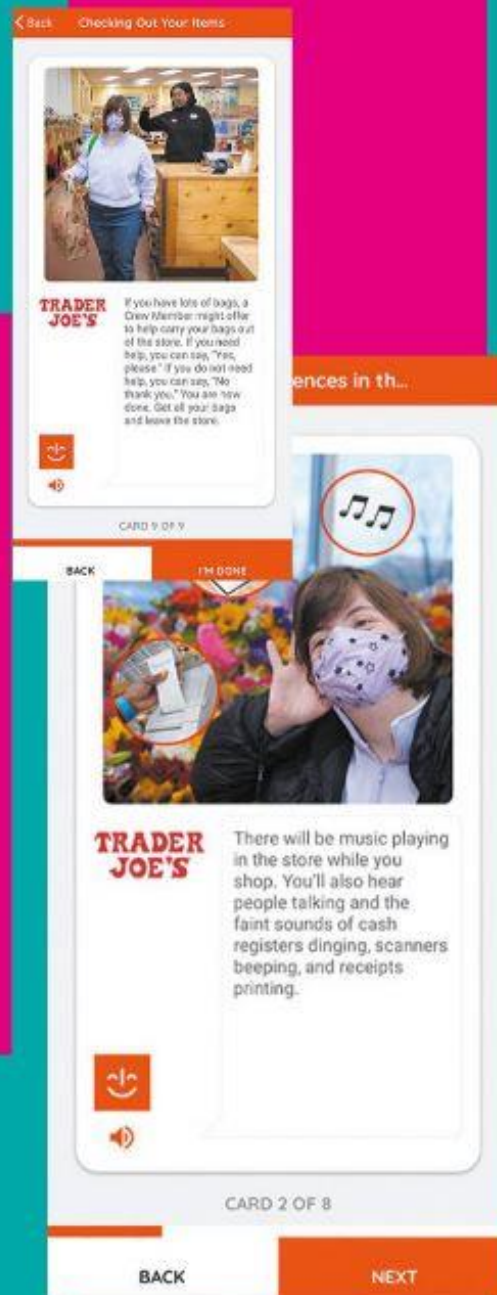 Back Checking Out Your Items
TRADER
JOE'S
If you have lots of bags, a
Crew Member might offer
to help carry your bags out
of the store. If you need
help, you can say, "Yes,
please." If you do not need
help, you can say, "No
thank you." You are now
done. Get all your bags
and leave the store.
CARD 9 OF 9
BACK I'M DONE
ences in th...
TRADER
JOE'S
There will be music playing
in the store while you
shop. You'll also hear
people talking and the
faint sounds of cash
registers dinging, scanners
beeping, and receipts
printing.
CARD 2 OF 8
BACK NEXT